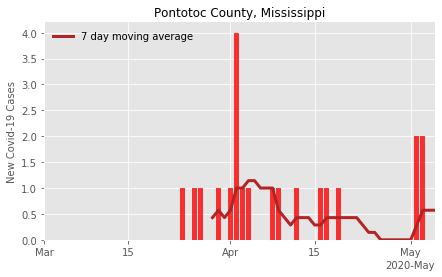 Pontotoc County, Mississippi
7 day moving average
New Covid-19 Cases
4.0
3.5
3.0
2.5
2.0
1.5
1.0
0.5
0.0
Mar
15
Apr
15
May
2020-May